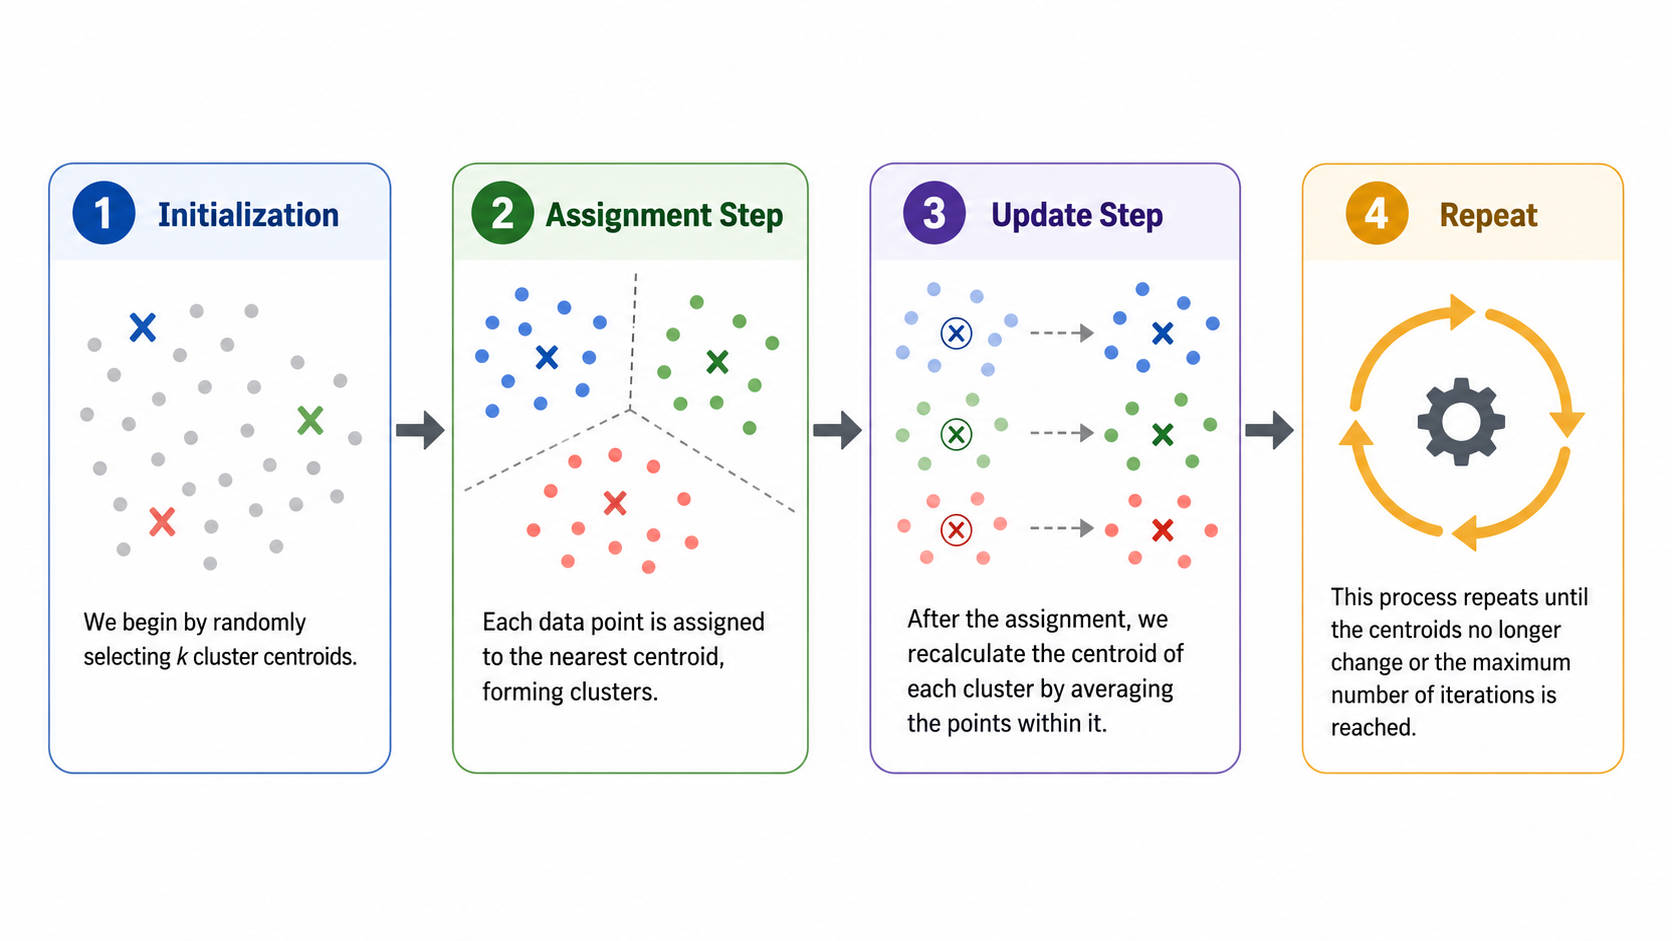 1 Initialization
We begin by randomly
selecting k cluster centroids.
2 Assignment Step
Each data point is assigned
to the nearest centroid,
forming clusters.
3 Update Step
After the assignment, we
recalculate the centroid of
each cluster by averaging
the points within it.
4 Repeat
This process repeats until
the centroids no longer
change or the maximum
number of iterations is
reached.